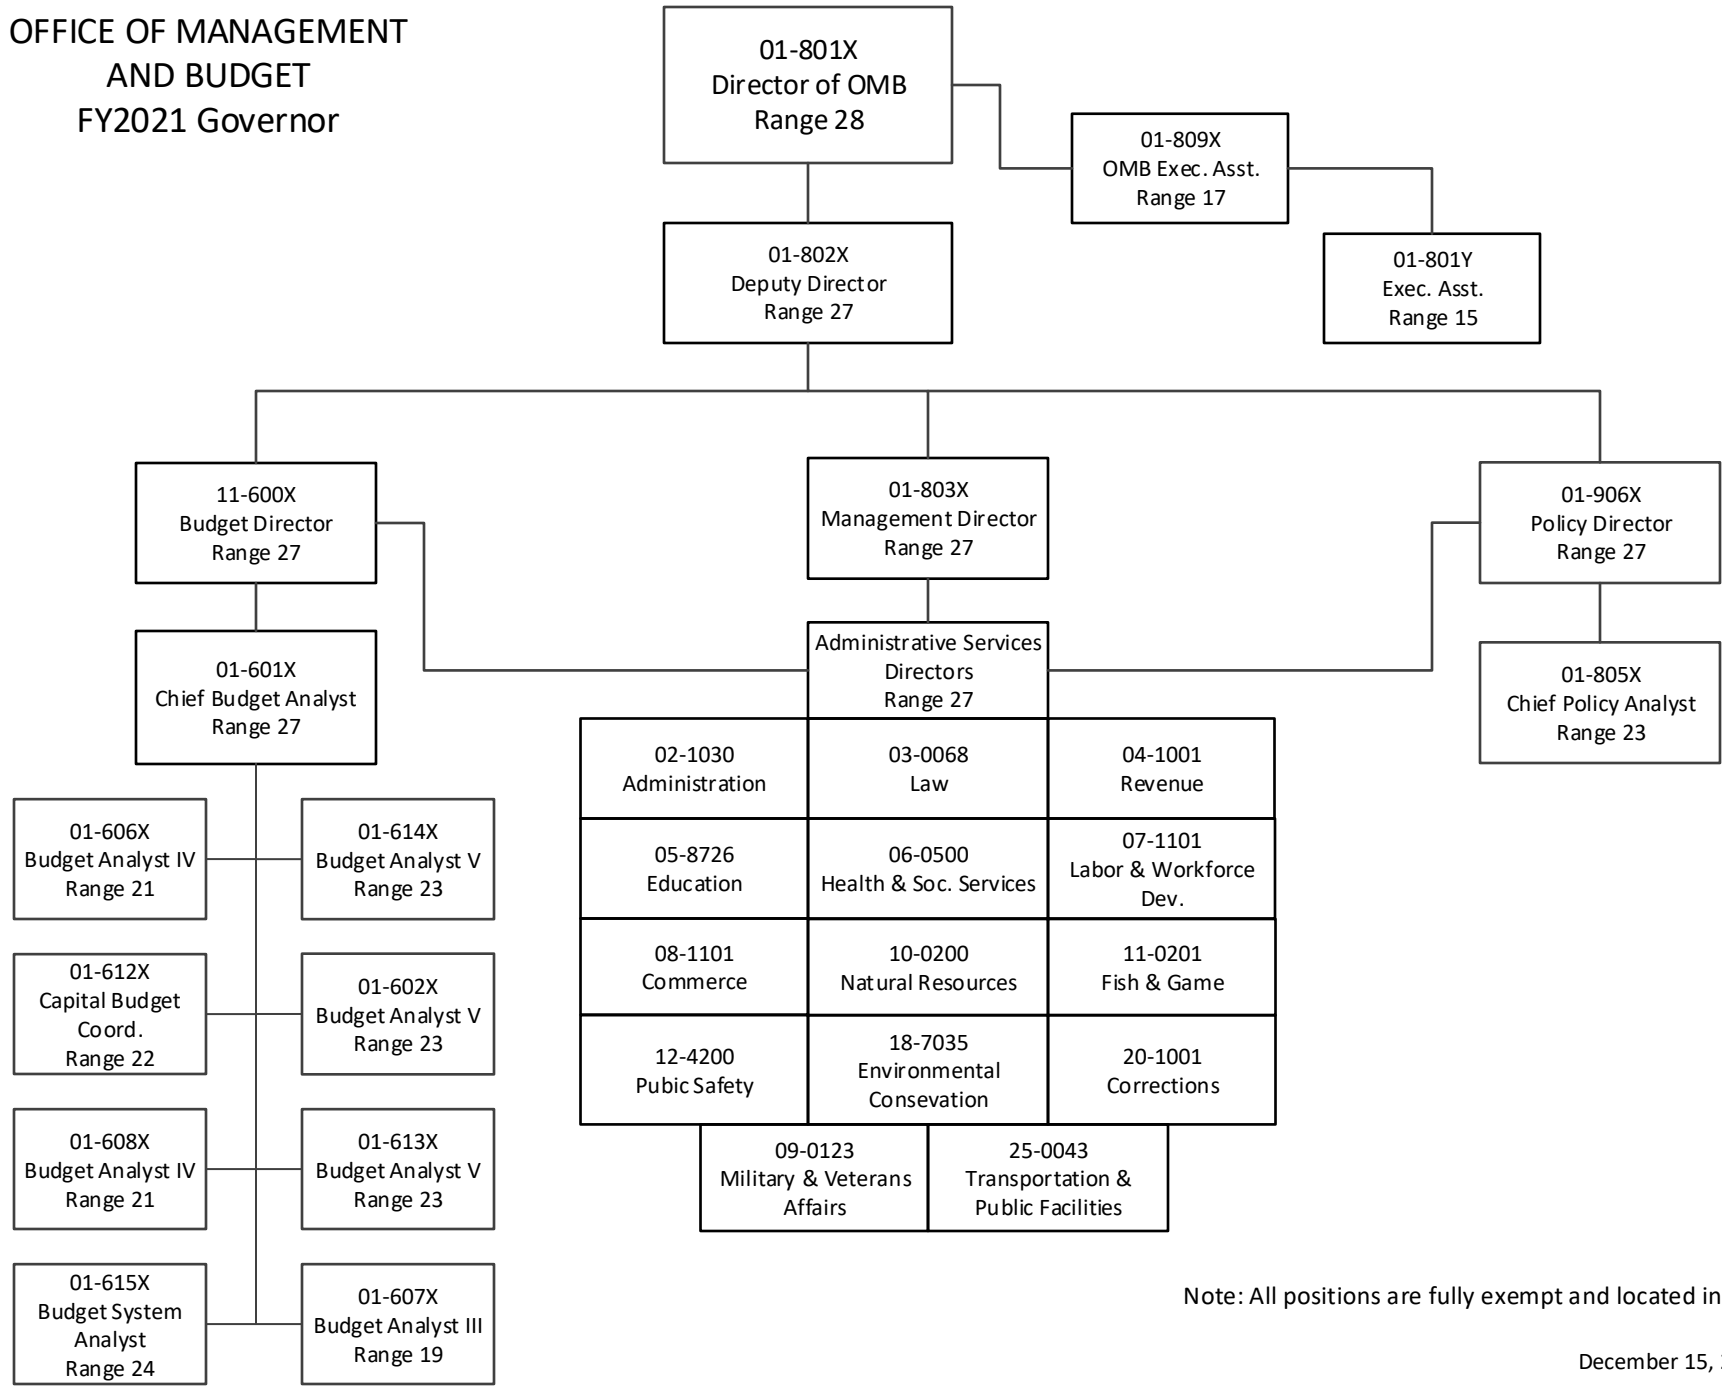 OFFICE OF MANAGEMENT
AND BUDGET
FY2021 Governor
01-801X
Director of OMB
Range 28
01-809X
OMB Exec. Asst.
Range 17
01-801Y
Exec. Asst.
Range 15
01-802X
Deputy Director
Range 27
11-600X
Budget Director
Range 27
01-803X
Management Director
Range 27
01-906X
Policy Director
Range 27
01-601X
Chief Budget Analyst
Range 27
Administrative Services
Directors
Range 27
01-805X
Chief Policy Analyst
Range 23
02-1030
Administration
03-0068
Law
04-1001
Revenue
05-8726
Education
06-0500
Health & Soc. Services
07-1101
Labor & Workforce
Dev.
08-1101
Commerce
10-0200
Natural Resources
11-0201
Fish & Game
12-4200
Pubic Safety
18-7035
Environmental
Consevation
20-1001
Corrections
09-0123
Military & Veterans
Affairs
25-0043
Transportation &
Public Facilities
01-606X
Budget Analyst IV
Range 21
01-614X
Budget Analyst V
Range 23
01-612X
Capital Budget
Coord.
Range 22
01-602X
Budget Analyst V
Range 23
01-608X
Budget Analyst IV
Range 21
01-613X
Budget Analyst V
Range 23
01-615X
Budget System
Analyst
Range 24
01-607X
Budget Analyst III
Range 19
Note: All positions are fully exempt and located in
December 15,